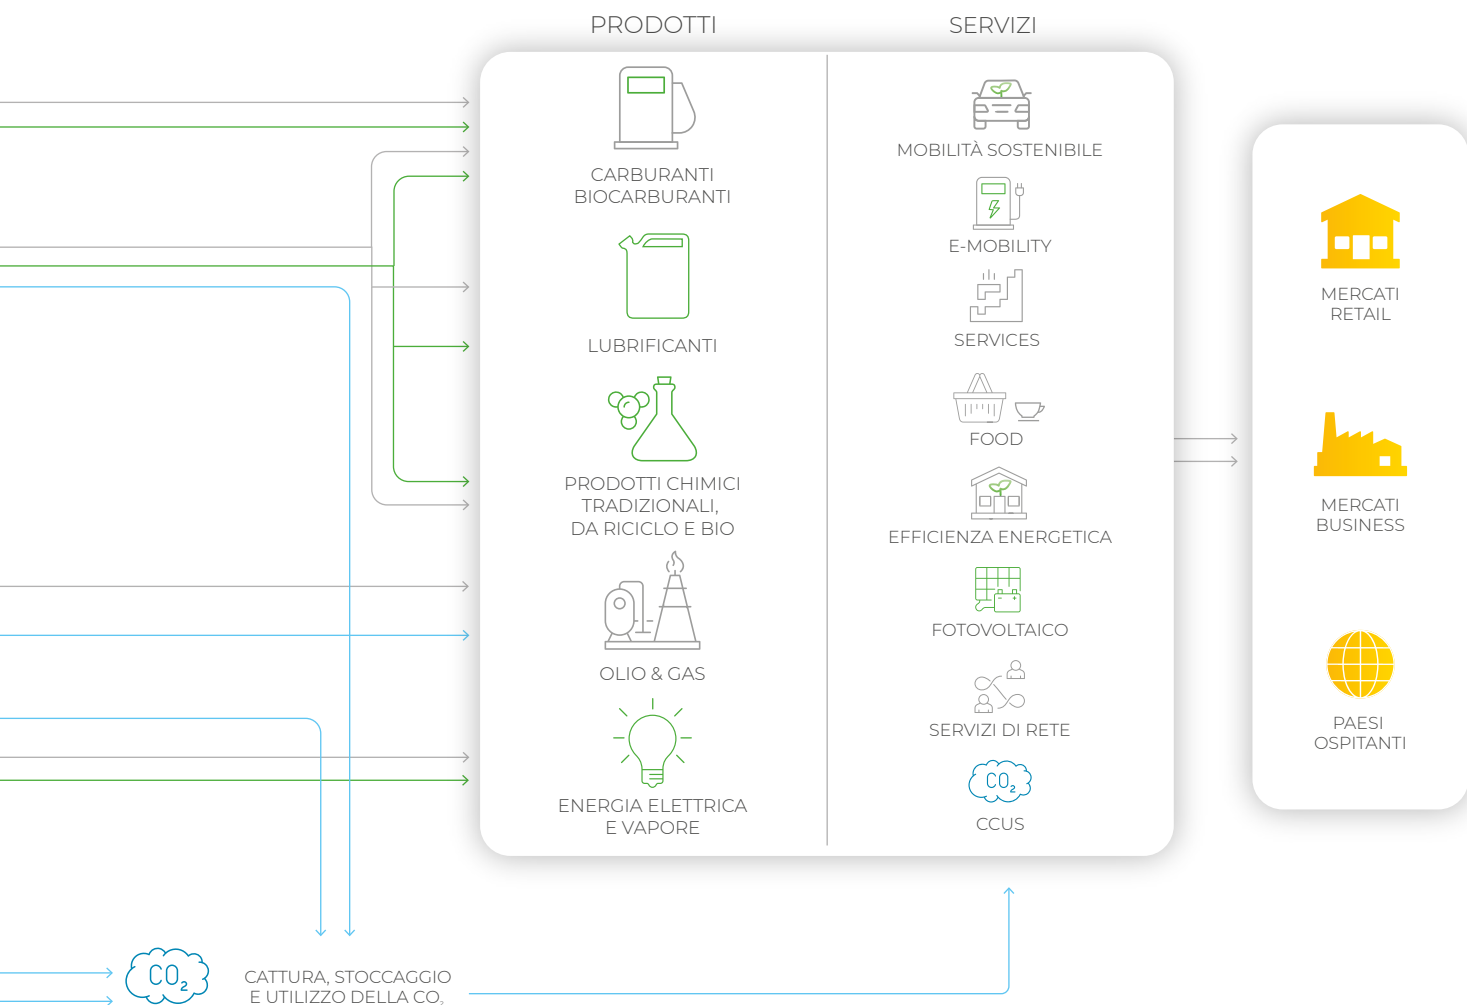 PRODOTTI
SERVIZI
CARBURANTI
BIOCARBURANTI
LUBRIFICANTI
PRODOTTI CHIMICI
TRADIZIONALI,
DA RICICLO E BIO
OLIO & GAS
ENERGIA ELETTRICA
E VAPORE
MOBILITÀ SOSTENIBILE
E-MOBILITY
SERVICES
FOOD
EFFICIENZA ENERGETICA
FOTOVOLTAICO
SERVIZI DI RETE
CO₂
CCUS
MERCATI
RETAIL
MERCATI
BUSINESS
PAESI
OSPITANTI
CO₂
CATTURA, STOCCAGGIO
E UTILIZZO DELLA CO₂